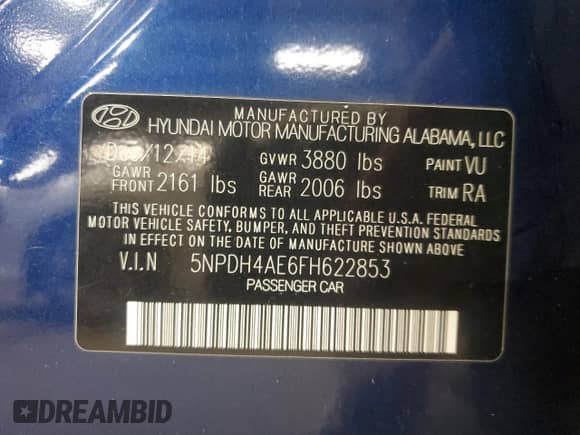 MANUFACTURED BY
HYUNDAI MOTOR MANUFACTURING ALABAMA, LLC
/12/14 GVWR 3880 lbs PAINT VU
GAWR FRONT 2161 lbs GAWR REAR 2006 lbs TRIM RA
THIS VEHICLE CONFORMS TO ALL APPLICABLE U.S.A. FEDERAL
MOTOR VEHICLE SAFETY, BUMPER, AND THEFT PREVENTION STANDARDS
IN EFFECT ON THE DATE OF MANUFACTURE SHOWN ABOVE.
V.I.N 5NPDH4AE6FH622853
PASSENGER CAR
DREAMBID